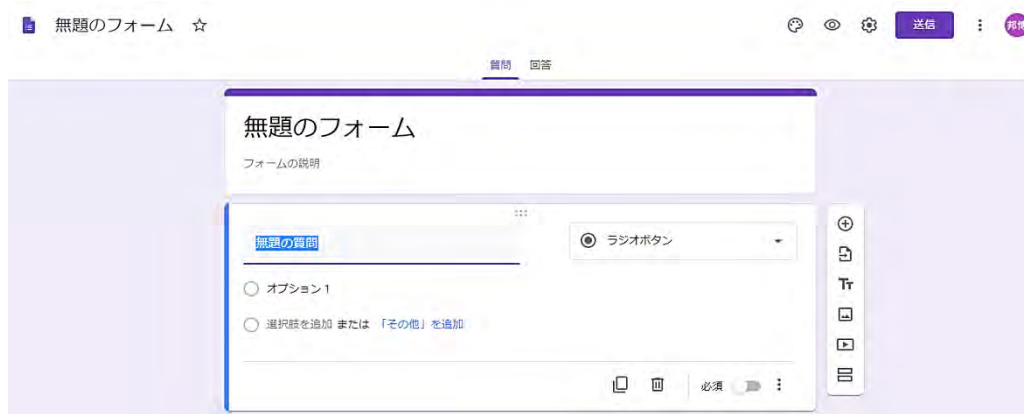 無題のフォーム
送信
邦博
質問 回答
無題のフォーム
フォームの説明
無題の質問
ラジオボタン
オプション 1
選択肢を追加 または 「その他」を追加
Tт
必須